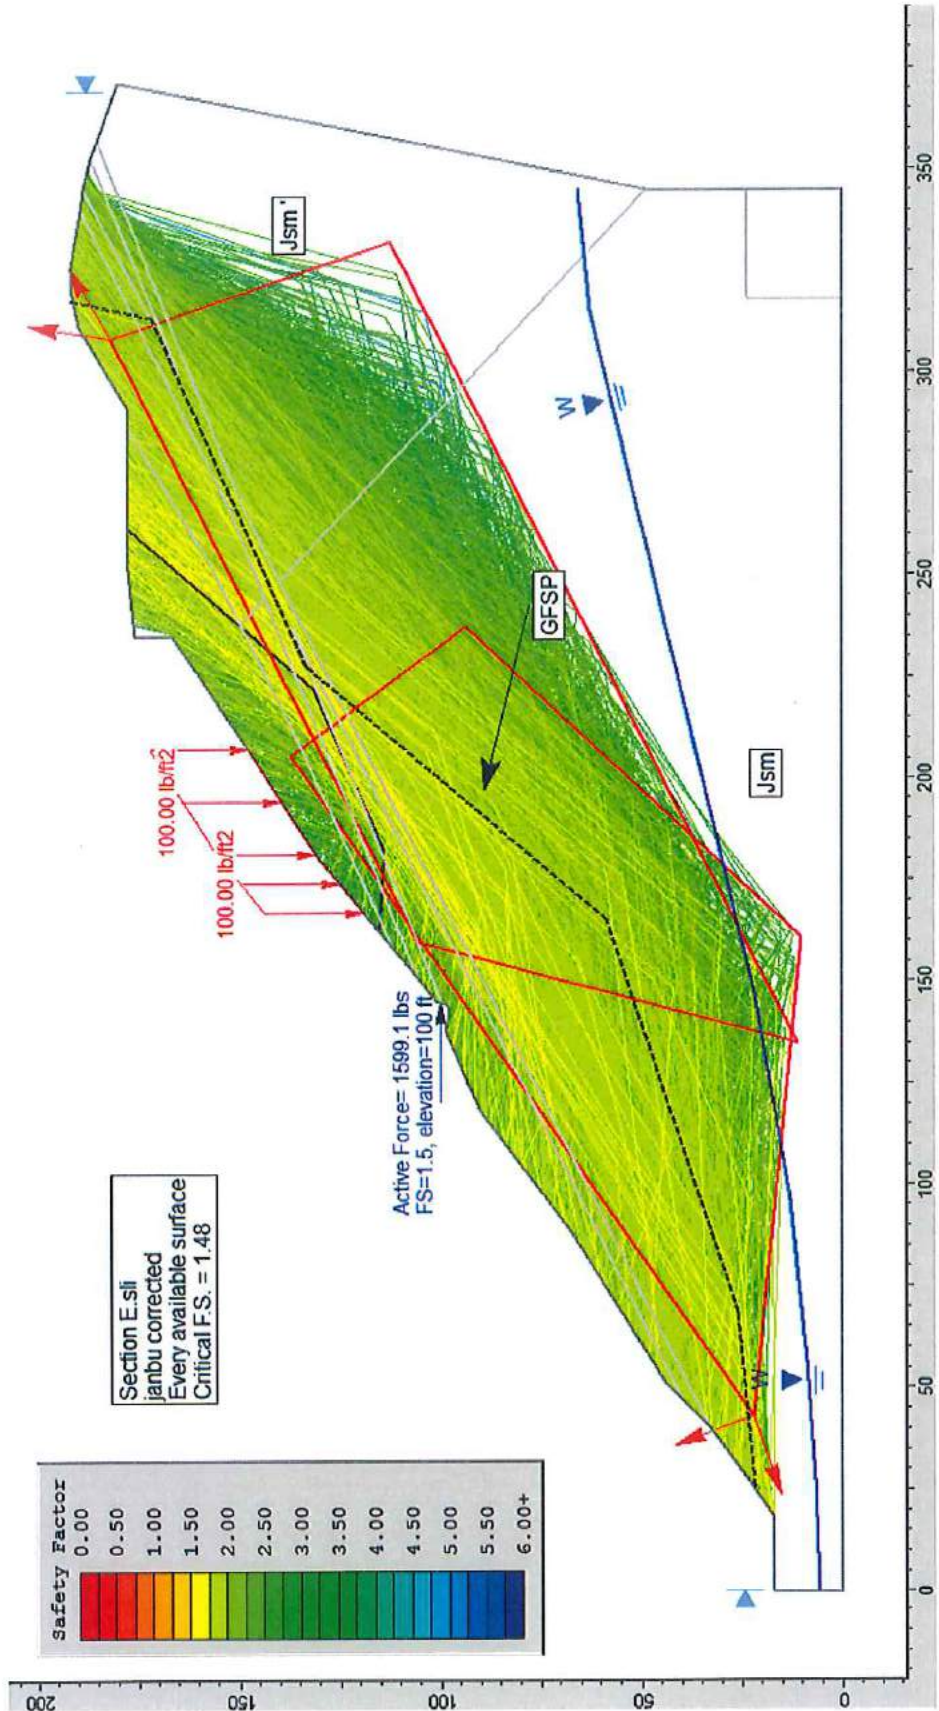 Safety Factor
0.00
0.50
1.00
1.50
2.00
2.50
3.00
3.50
4.00
4.50
5.00
5.50
6.00+
Section E.sli
janbu corrected
Every available surface
Critical F.S. = 1.48
Active Force= 1599.1 lbs
FS=1.5, elevation=100 ft
100.00 lb/ft2
100.00 lb/ft2
Jsm'
GFSP
Jsm
W
W
200
150
100
50
0
0
50
100
150
200
250
300
350